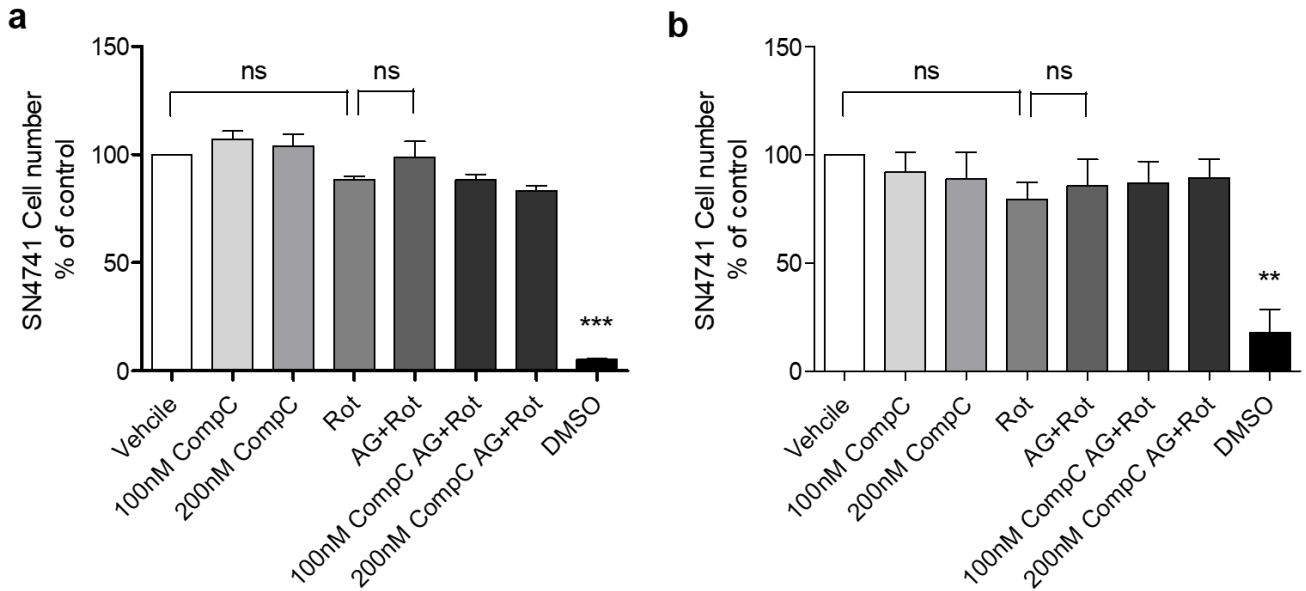 a
SN4741 Cell number
% of control
150
100
50
0
ns
ns
***
Vehcile
100nM CompC
200nM CompC
Rot
AG+Rot
100nM CompC AG+Rot
200nM CompC AG+Rot
DMSO
b
SN4741 Cell number
% of control
150
100
50
0
ns
ns
**
Vehcile
100nM CompC
200nM CompC
Rot
AG+Rot
100nM CompC AG+Rot
200nM CompC AG+Rot
DMSO